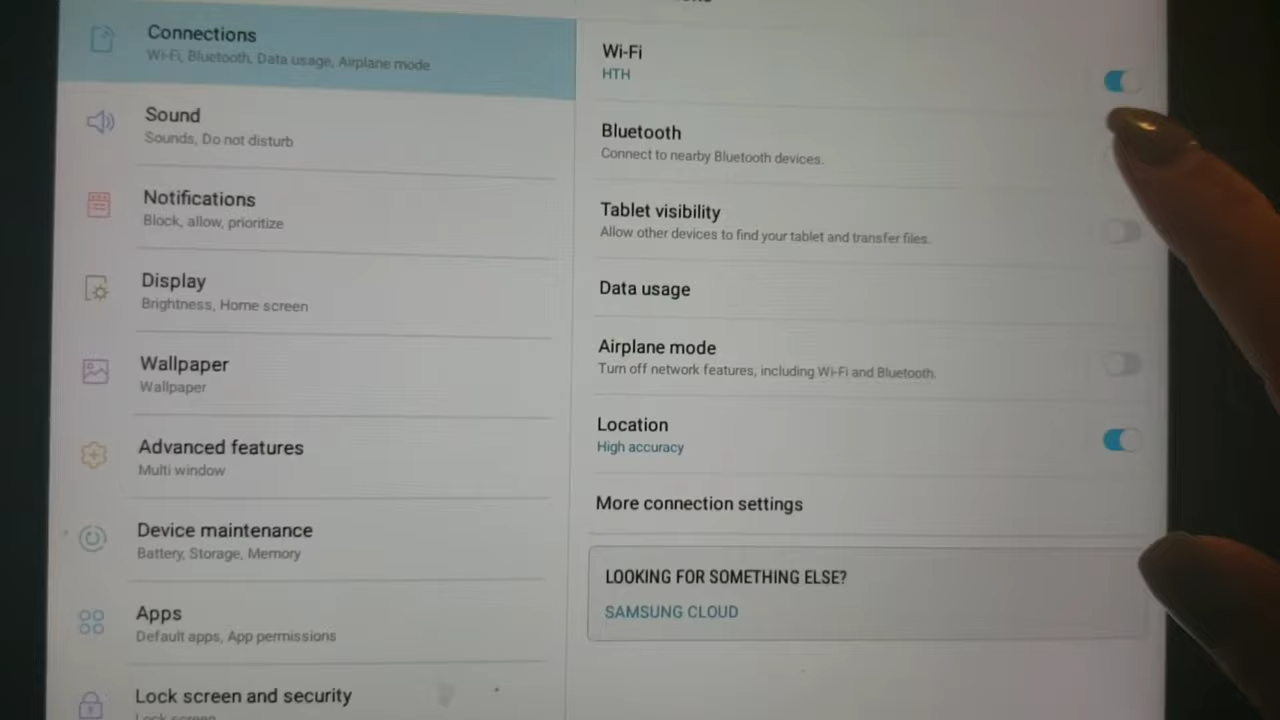 Connections
Wi-Fi, Bluetooth, Data usage, Airplane mode
Sound
Sounds, Do not disturb
Notifications
Block, allow, prioritize
Display
Brightness, Home screen
Wallpaper
Wallpaper
Advanced features
Multi window
Device maintenance
Battery, Storage, Memory
Apps
Default apps, App permissions
Lock screen and security
Lock screen
Wi-Fi
HTH
Bluetooth
Connect to nearby Bluetooth devices.
Tablet visibility
Allow other devices to find your tablet and transfer files.
Data usage
Airplane mode
Turn off network features, including Wi-Fi and Bluetooth.
Location
High accuracy
More connection settings
LOOKING FOR SOMETHING ELSE?
SAMSUNG CLOUD